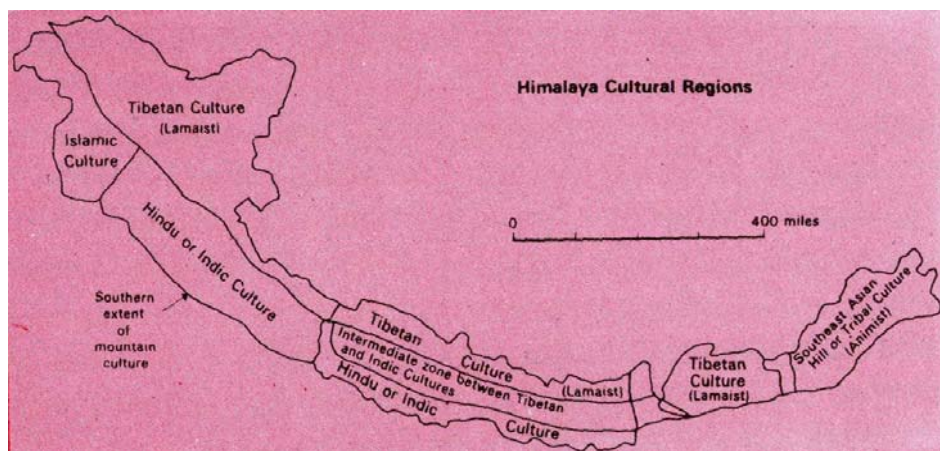 Himalaya Cultural Regions
Tibetan Culture
(Lamaist)
Islamic
Culture
Hindu or Indic Culture
0
400 miles
Southern
extent
of
mountain
culture
Tibetan Culture
(Lamaist)
Intermediate zone between Tibetan
and Indic Cultures
Hindu or Indic Culture
Tibetan
Culture
(Lamaist)
Southeast Asian
Hill or Tribal Culture
(Animist)